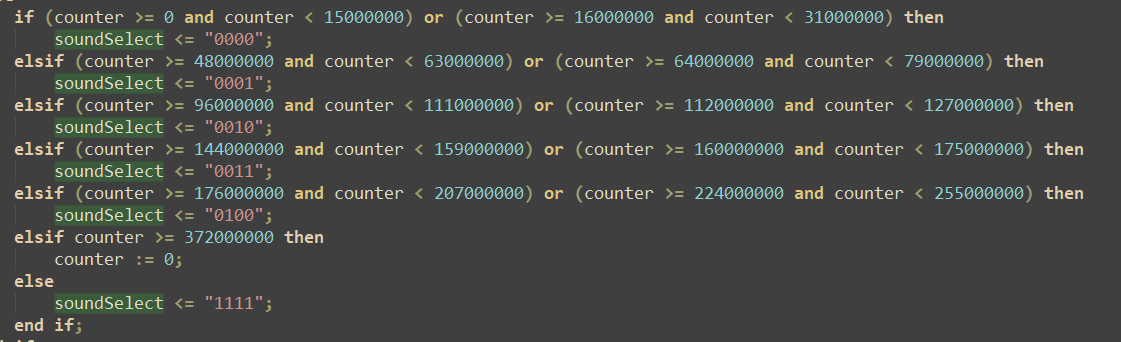 if (counter >= 0 and counter < 15000000) or (counter >= 16000000 and counter < 31000000) then
    soundSelect <= "0000";
elsif (counter >= 48000000 and counter < 63000000) or (counter >= 64000000 and counter < 79000000) then
    soundSelect <= "0001";
elsif (counter >= 96000000 and counter < 111000000) or (counter >= 112000000 and counter < 127000000) then
    soundSelect <= "0010";
elsif (counter >= 144000000 and counter < 159000000) or (counter >= 160000000 and counter < 175000000) then
    soundSelect <= "0011";
elsif (counter >= 176000000 and counter < 207000000) or (counter >= 224000000 and counter < 255000000) then
    soundSelect <= "0100";
elsif counter >= 372000000 then
    counter := 0;
else
    soundSelect <= "1111";
end if;